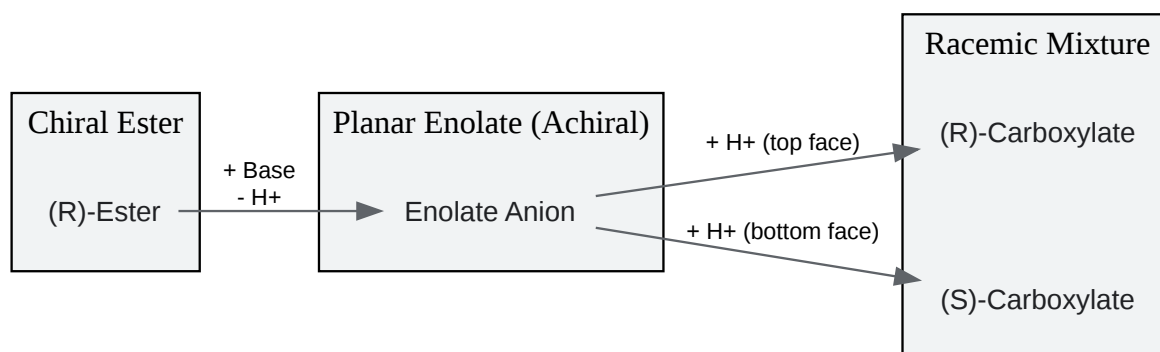 Chiral Ester
(R)-Ester
+ Base
- H+
Planar Enolate (Achiral)
Enolate Anion
+ H+ (top face)
+ H+ (bottom face)
Racemic Mixture
(R)-Carboxylate
(S)-Carboxylate